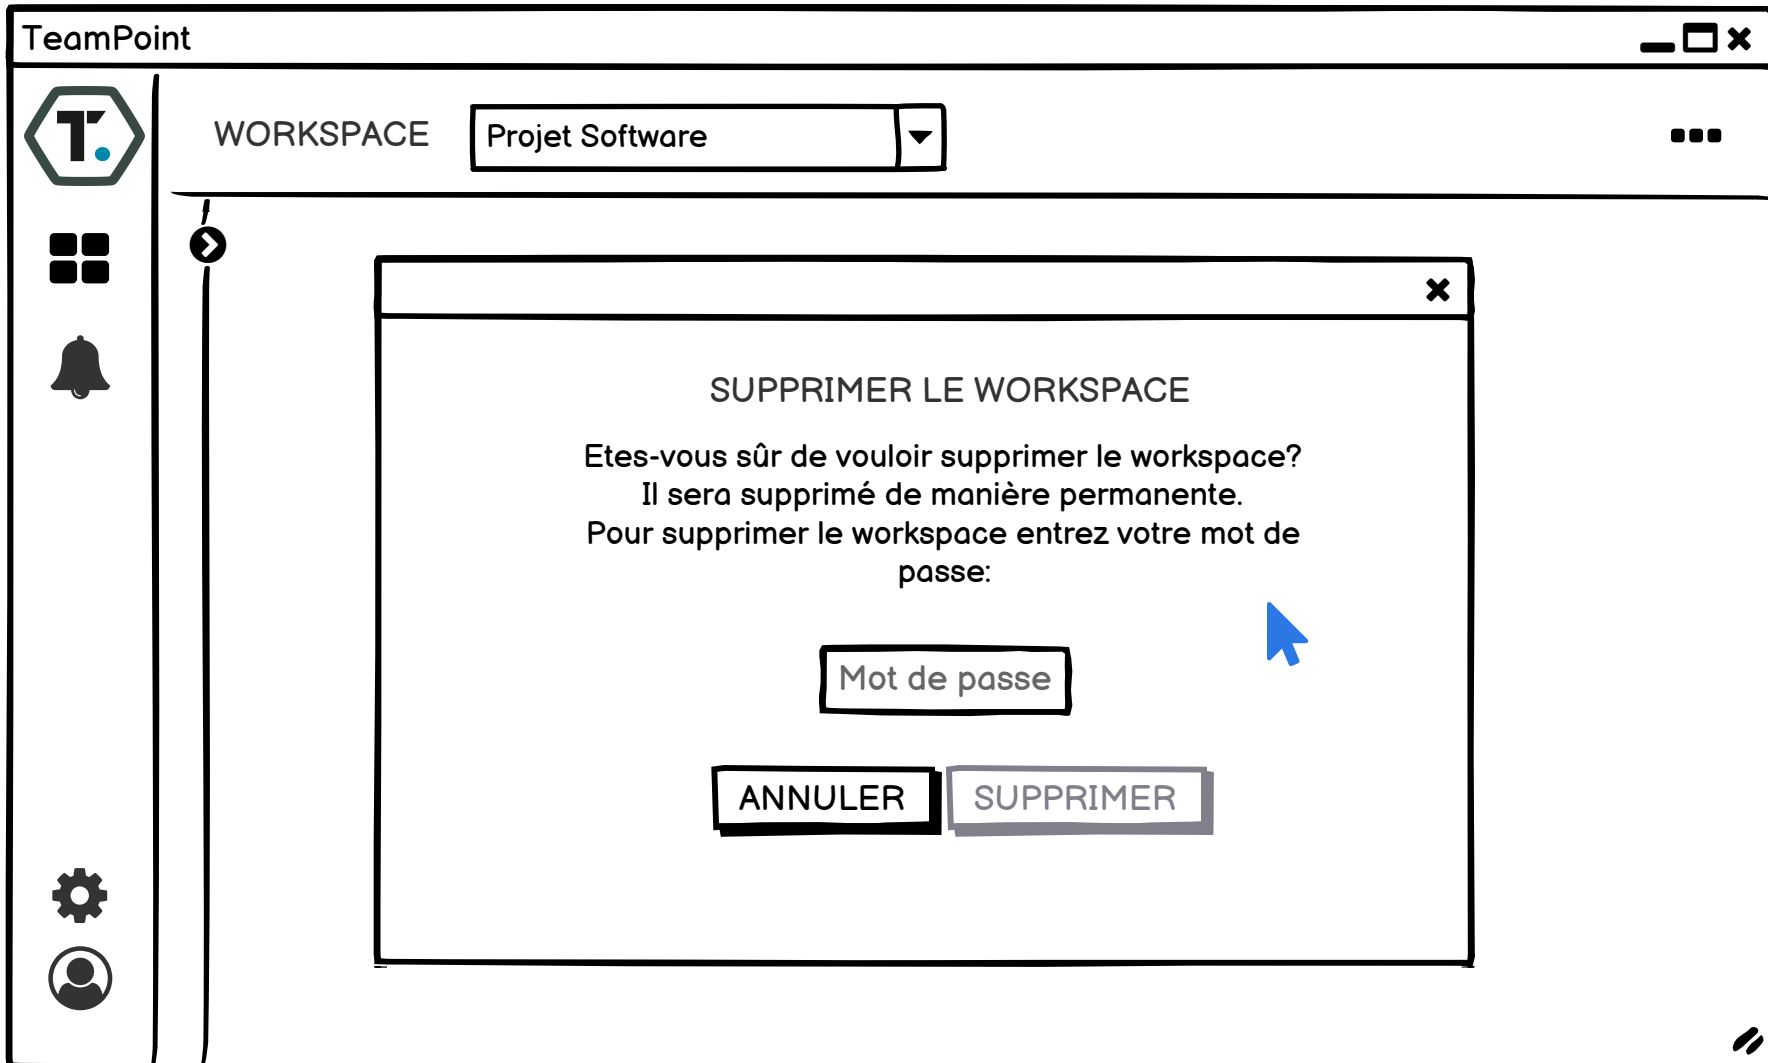 TeamPoint
T.
WORKSPACE
Projet Software
SUPPRIMER LE WORKSPACE
Etes-vous sûr de vouloir supprimer le workspace?
Il sera supprimé de manière permanente.
Pour supprimer le workspace entrez votre mot de
passe:
Mot de passe
ANNULER
SUPPRIMER